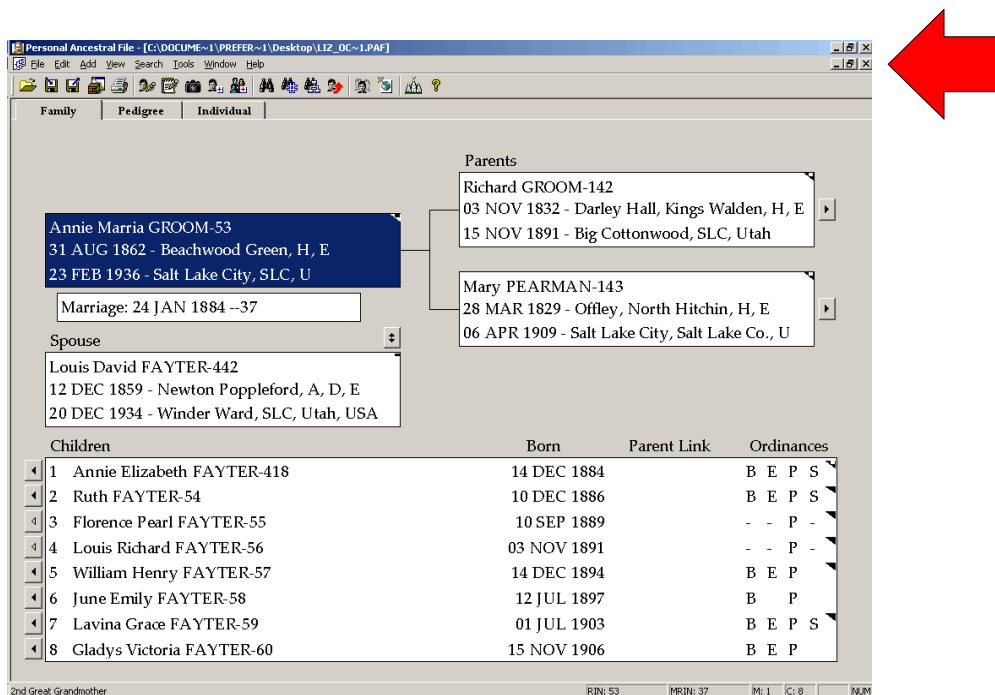 Personal Ancestral File - [C:\DOCUME~1\PREFER~1\Desktop\LIZ_OC~1.PAF]
File Edit Add View Search Tools Window Help
Family Pedigree Individual
Parents
Richard GROOM-142
03 NOV 1832 - Darley Hall, Kings Walden, H, E
15 NOV 1891 - Big Cottonwood, SLC, Utah
Annie Marria GROOM-53
31 AUG 1862 - Beachwood Green, H, E
23 FEB 1936 - Salt Lake City, SLC, U
Mary PEARMAN-143
28 MAR 1829 - Offley, North Hitchin, H, E
06 APR 1909 - Salt Lake City, Salt Lake Co., U
Marriage: 24 JAN 1884 --37
Spouse
Louis David FAYTER-442
12 DEC 1859 - Newton Poppleford, A, D, E
20 DEC 1934 - Winder Ward, SLC, Utah, USA
Children Born Parent Link Ordinances
1 Annie Elizabeth FAYTER-418 14 DEC 1884 B E P S
2 Ruth FAYTER-54 10 DEC 1886 B E P S
3 Florence Pearl FAYTER-55 10 SEP 1889 - - P -
4 Louis Richard FAYTER-56 03 NOV 1891 - - P -
5 William Henry FAYTER-57 14 DEC 1894 B E P
6 June Emily FAYTER-58 12 JUL 1897 B P
7 Lavina Grace FAYTER-59 01 JUL 1903 B E P S
8 Gladys Victoria FAYTER-60 15 NOV 1906 B E P
2nd Great Grandmother RIN: 53 MRIN: 37 M: 1 C: 8 NUM